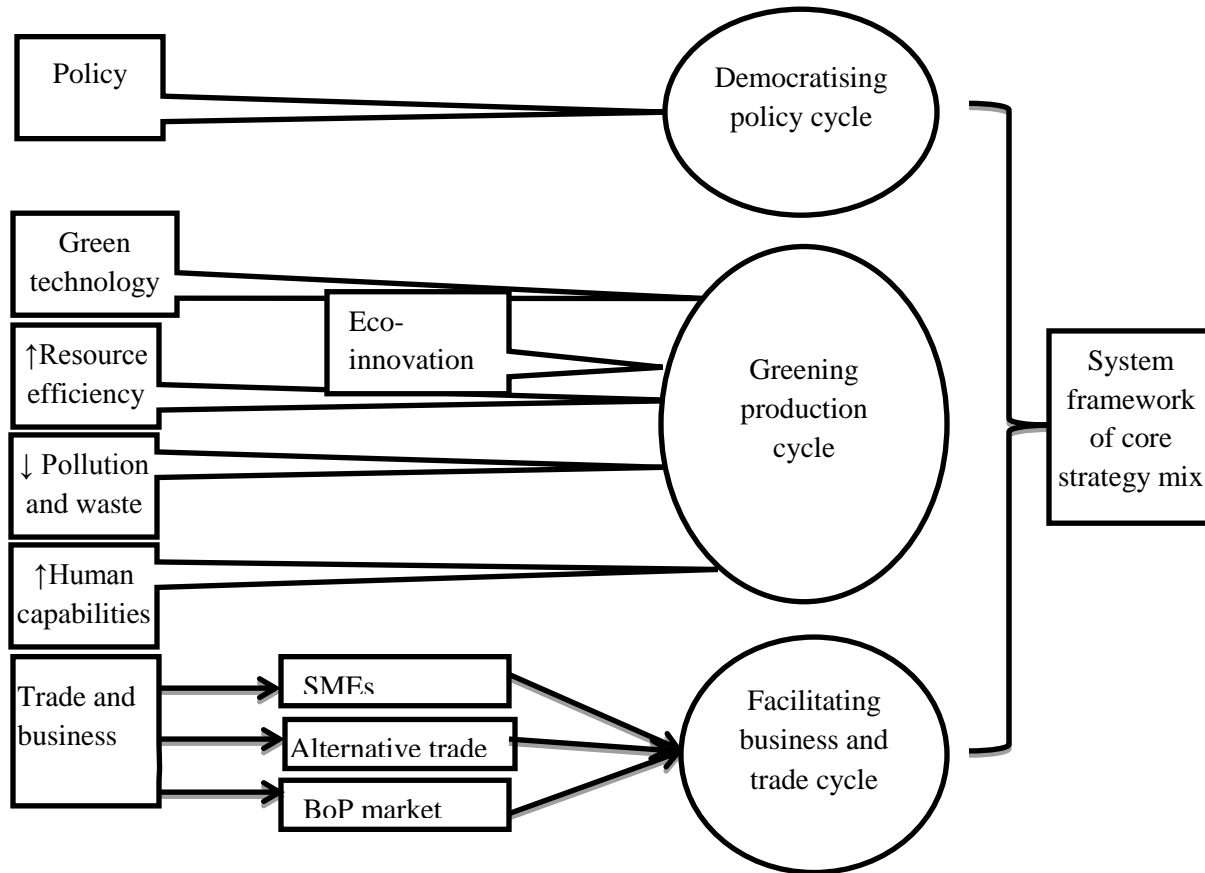 Policy
Democratising
policy cycle
Green
technology
Eco-
innovation
↑Resource
efficiency
↓ Pollution
and waste
↑Human
capabilities
Greening
production
cycle
System
framework
of core
strategy mix
Trade and
business
SMEs
Alternative trade
BoP market
Facilitating
business and
trade cycle